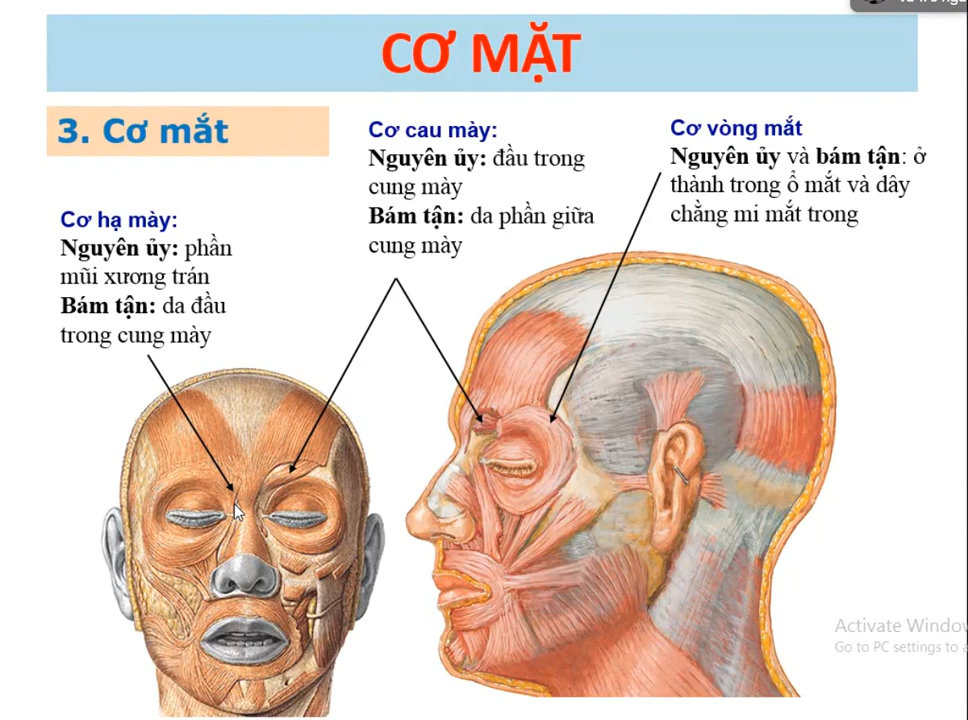 CƠ MẶT
3. Cơ mắt
Cơ hạ mày:
Nguyên ủy: phần
mũi xương trán
Bám tận: da đầu
trong cung mày
Cơ cau mày:
Nguyên ủy: đầu trong
cung mày
Bám tận: da phần giữa
cung mày
Cơ vòng mắt
Nguyên ủy và bám tận: ở
thành trong ổ mắt và dây
chằng mi mắt trong
Activate Window
Go to PC settings to a